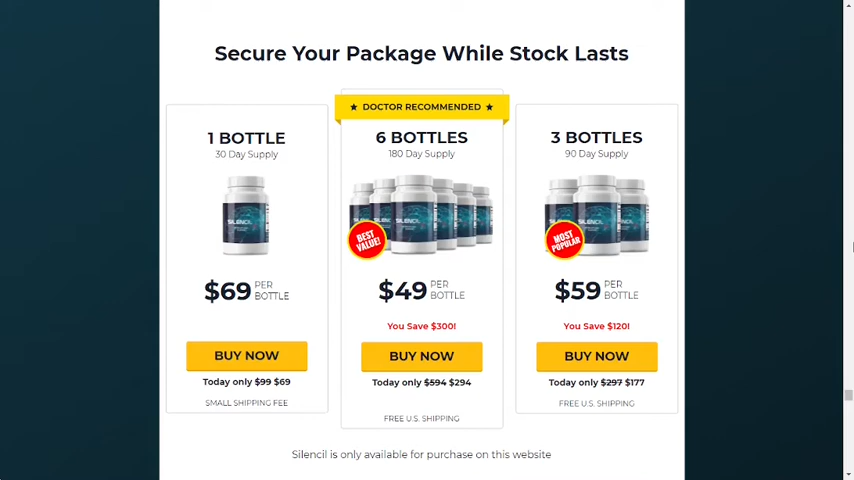 Secure Your Package While Stock Lasts
1 BOTTLE
30 Day Supply
SILENCIL
$69 PER BOTTLE
BUY NOW
Today only $99 $69
SMALL SHIPPING FEE
★ DOCTOR RECOMMENDED ★
6 BOTTLES
180 Day Supply
SILENCIL
BEST VALUE!
$49 PER BOTTLE
You Save $300!
BUY NOW
Today only $594 $294
FREE U.S. SHIPPING
3 BOTTLES
90 Day Supply
SILENCIL
MOST POPULAR
$59 PER BOTTLE
You Save $120!
BUY NOW
Today only $297 $177
FREE U.S. SHIPPING
Silencil is only available for purchase on this website